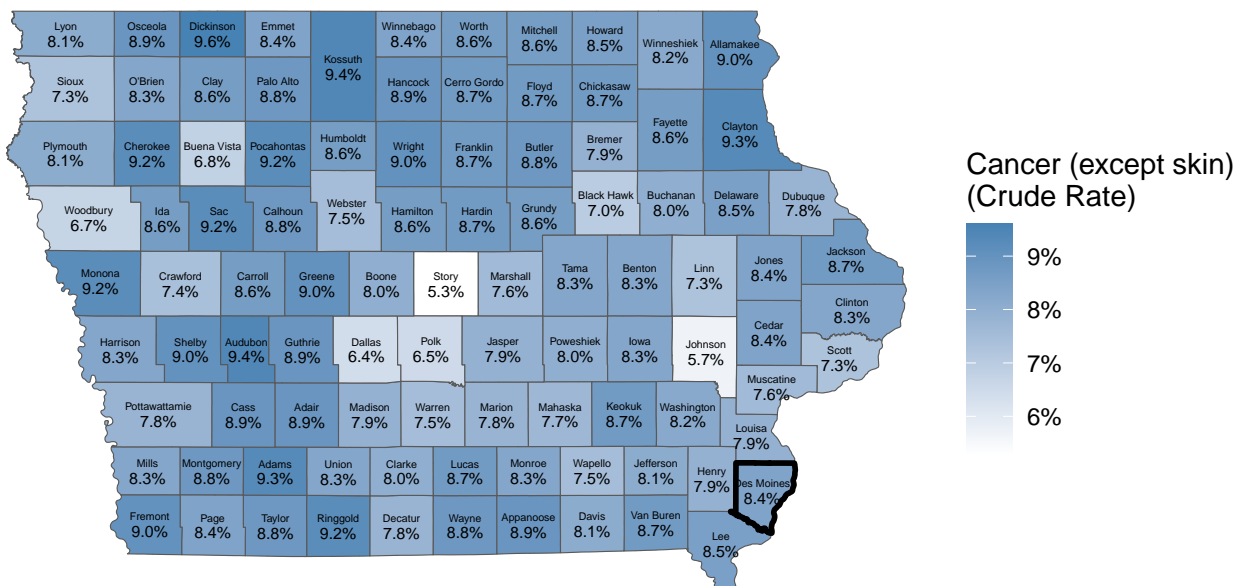 Lyon
8.1%
Osceola
8.9%
Dickinson
9.6%
Emmet
8.4%
Kossuth
9.4%
Winnebago
8.4%
Worth
8.6%
Mitchell
8.6%
Howard
8.5%
Winneshiek
8.2%
Allamakee
9.0%
Sioux
7.3%
O'Brien
8.3%
Clay
8.6%
Palo Alto
8.8%
Hancock
8.9%
Cerro Gordo
8.7%
Floyd
8.7%
Chickasaw
8.7%
Fayette
8.6%
Clayton
9.3%
Plymouth
8.1%
Cherokee
9.2%
Buena Vista
6.8%
Pocahontas
9.2%
Humboldt
8.6%
Wright
9.0%
Franklin
8.7%
Butler
8.8%
Bremer
7.9%
Woodbury
6.7%
Ida
8.6%
Sac
9.2%
Calhoun
8.8%
Webster
7.5%
Hamilton
8.6%
Hardin
8.7%
Grundy
8.6%
Black Hawk
7.0%
Buchanan
8.0%
Delaware
8.5%
Dubuque
7.8%
Monona
9.2%
Crawford
7.4%
Carroll
8.6%
Greene
9.0%
Boone
8.0%
Story
5.3%
Marshall
7.6%
Tama
8.3%
Benton
8.3%
Linn
7.3%
Jones
8.4%
Jackson
8.7%
Clinton
8.3%
Harrison
8.3%
Shelby
9.0%
Audubon
9.4%
Guthrie
8.9%
Dallas
6.4%
Polk
6.5%
Jasper
7.9%
Poweshiek
8.0%
Iowa
8.3%
Johnson
5.7%
Cedar
8.4%
Scott
7.3%
Muscatine
7.6%
Pottawattamie
7.8%
Cass
8.9%
Adair
8.9%
Madison
7.9%
Warren
7.5%
Marion
7.8%
Mahaska
7.7%
Keokuk
8.7%
Washington
8.2%
Louisa
7.9%
Mills
8.3%
Montgomery
8.8%
Adams
9.3%
Union
8.3%
Clarke
8.0%
Lucas
8.7%
Monroe
8.3%
Wapello
7.5%
Jefferson
8.1%
Henry
7.9%
Des Moines
8.4%
Fremont
9.0%
Page
8.4%
Taylor
8.8%
Ringgold
9.2%
Decatur
7.8%
Wayne
8.8%
Appanoose
8.9%
Davis
8.1%
Van Buren
8.7%
Lee
8.5%
Cancer (except skin)
(Crude Rate)
9%
8%
7%
6%